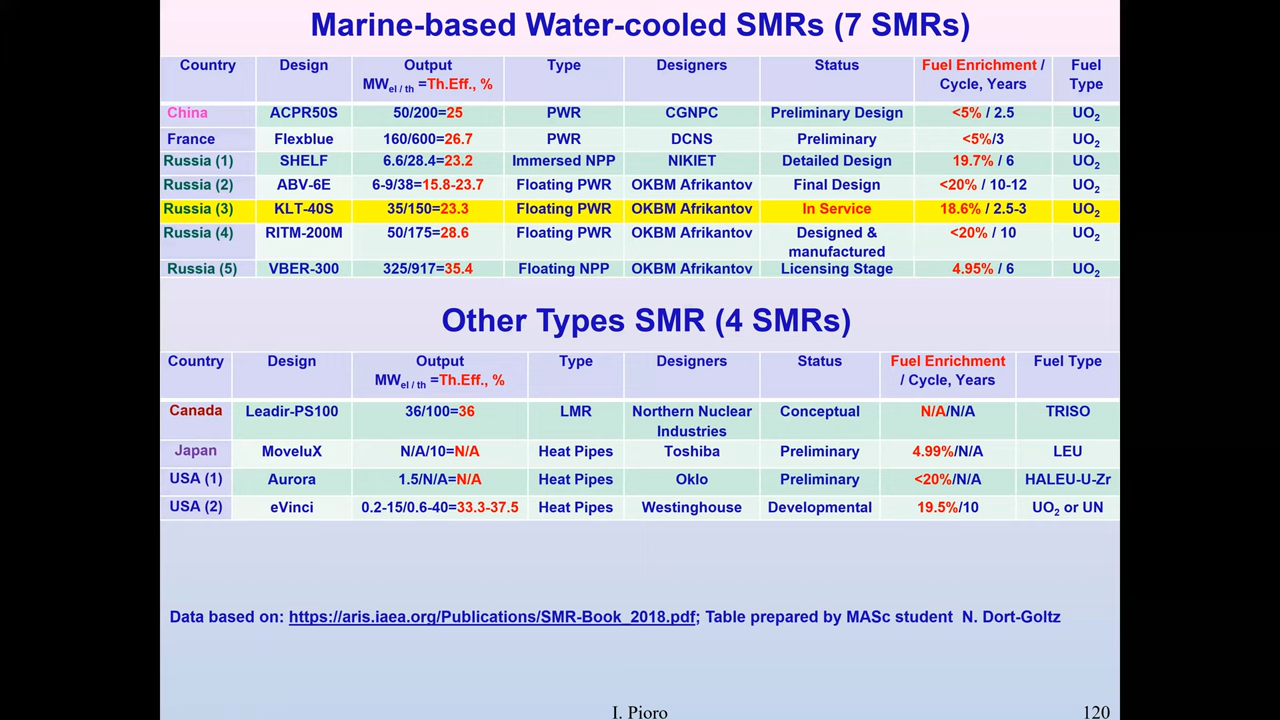 Marine-based Water-cooled SMRs (7 SMRs)
Country Design Output Type Designers Status Fuel Enrichment / Fuel
MWel / th =Th.Eff., % Cycle, Years Type
China ACPR50S 50/200=25 PWR CGNPC Preliminary Design <5% / 2.5 UO2
France Flexblue 160/600=26.7 PWR DCNS Preliminary <5%/3 UO2
Russia (1) SHELF 6.6/28.4=23.2 Immersed NPP NIKIET Detailed Design 19.7% / 6 UO2
Russia (2) ABV-6E 6-9/38=15.8-23.7 Floating PWR OKBM Afrikantov Final Design <20% / 10-12 UO2
Russia (3) KLT-40S 35/150=23.3 Floating PWR OKBM Afrikantov In Service 18.6% / 2.5-3 UO2
Russia (4) RITM-200M 50/175=28.6 Floating PWR OKBM Afrikantov Designed & <20% / 10 UO2
manufactured
Russia (5) VBER-300 325/917=35.4 Floating NPP OKBM Afrikantov Licensing Stage 4.95% / 6 UO2
Other Types SMR (4 SMRs)
Country Design Output Type Designers Status Fuel Enrichment Fuel Type
MWel / th =Th.Eff., % / Cycle, Years
Canada Leadir-PS100 36/100=36 LMR Northern Nuclear Conceptual N/A/N/A TRISO
Industries
Japan MoveluX N/A/10=N/A Heat Pipes Toshiba Preliminary 4.99%/N/A LEU
USA (1) Aurora 1.5/N/A=N/A Heat Pipes Oklo Preliminary <20%/N/A HALEU-U-Zr
USA (2) eVinci 0.2-15/0.6-40=33.3-37.5 Heat Pipes Westinghouse Developmental 19.5%/10 UO2 or UN
Data based on: https://aris.iaea.org/Publications/SMR-Book_2018.pdf; Table prepared by MASc student N. Dort-Goltz
I. Pioro 120